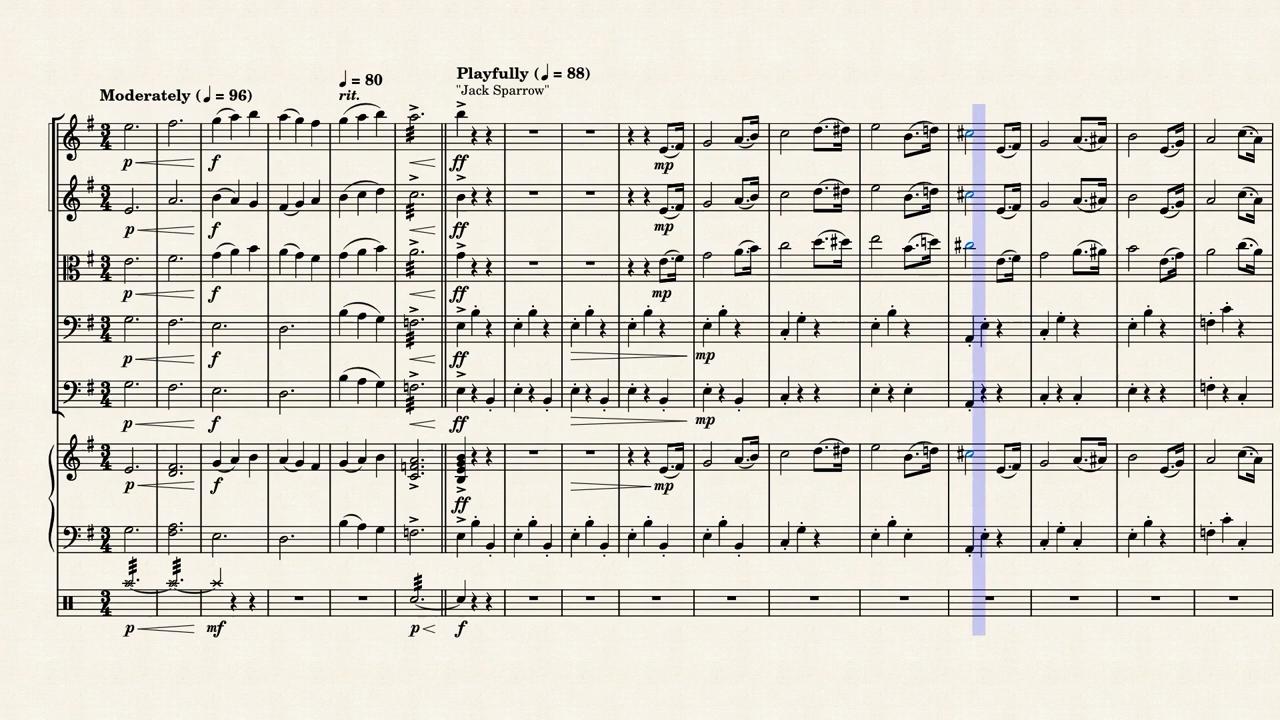 ♩ = 80
Playfully (♩ = 88)
Moderately (♩ = 96)
rit.
"Jack Sparrow"
p f ff mp
p f ff mp
p f ff mp
p f ff mp
p f ff mp
p f mp
ff
p mf p f